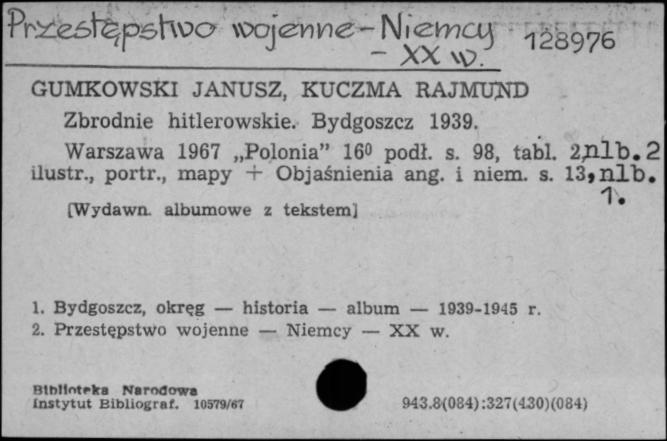 Przestępstwo wojenne - Niemcy
- XX w.
128976
GUMKOWSKI JANUSZ, KUCZMA RAJMUND
Zbrodnie hitlerowskie. Bydgoszcz 1939.
Warszawa 1967 „Polonia” 16⁰ podł. s. 98, tabl. 2,nlb. 2
ilustr., portr., mapy + Objaśnienia ang. i niem. s. 13, nlb.
1.
[Wydawn. albumowe z tekstem]
1. Bydgoszcz, okręg — historia — album — 1939-1945 r.
2. Przestępstwo wojenne — Niemcy — XX w.
Biblioteka Narodowa
Instytut Bibliograf. 10579/67
943.8(084):327(430)(084)